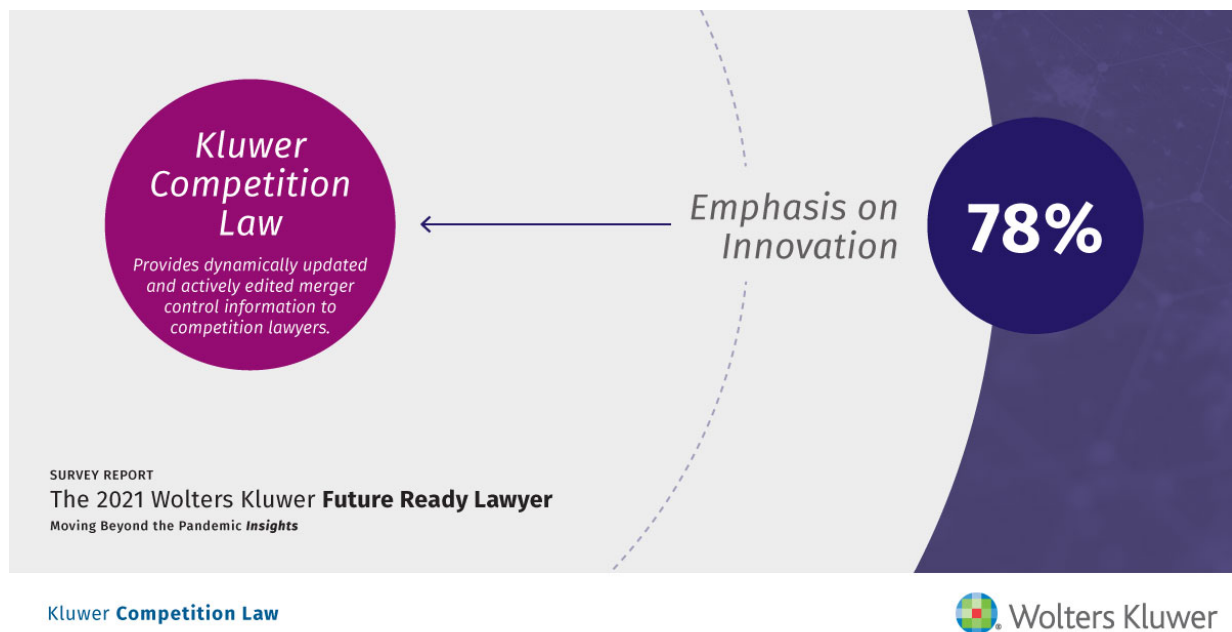 Kluwer
Competition
Law
Provides dynamically updated
and actively edited merger
control information to
competition lawyers.
Emphasis on
Innovation
78%
SURVEY REPORT
The 2021 Wolters Kluwer Future Ready Lawyer
Moving Beyond the Pandemic Insights
Kluwer Competition Law
Wolters Kluwer